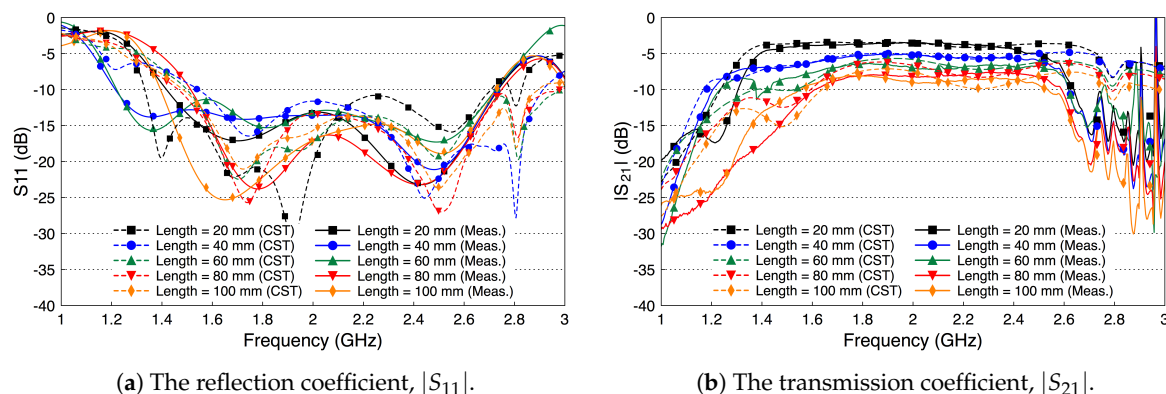 0
-5
-10
-15
-20
-25
-30
-35
-40
S11 (dB)
Length = 20 mm (CST)
Length = 40 mm (CST)
Length = 60 mm (CST)
Length = 80 mm (CST)
Length = 100 mm (CST)
Length = 20 mm (Meas.)
Length = 40 mm (Meas.)
Length = 60 mm (Meas.)
Length = 80 mm (Meas.)
Length = 100 mm (Meas.)
1 1.2 1.4 1.6 1.8 2 2.2 2.4 2.6 2.8 3
Frequency (GHz)
(a) The reflection coefficient, |S11|.
0
-5
-10
-15
-20
-25
-30
-35
-40
|S21| (dB)
Length = 20 mm (CST)
Length = 40 mm (CST)
Length = 60 mm (CST)
Length = 80 mm (CST)
Length = 100 mm (CST)
Length = 20 mm (Meas.)
Length = 40 mm (Meas.)
Length = 60 mm (Meas.)
Length = 80 mm (Meas.)
Length = 100 mm (Meas.)
1 1.2 1.4 1.6 1.8 2 2.2 2.4 2.6 2.8 3
Frequency (GHz)
(b) The transmission coefficient, |S21|.